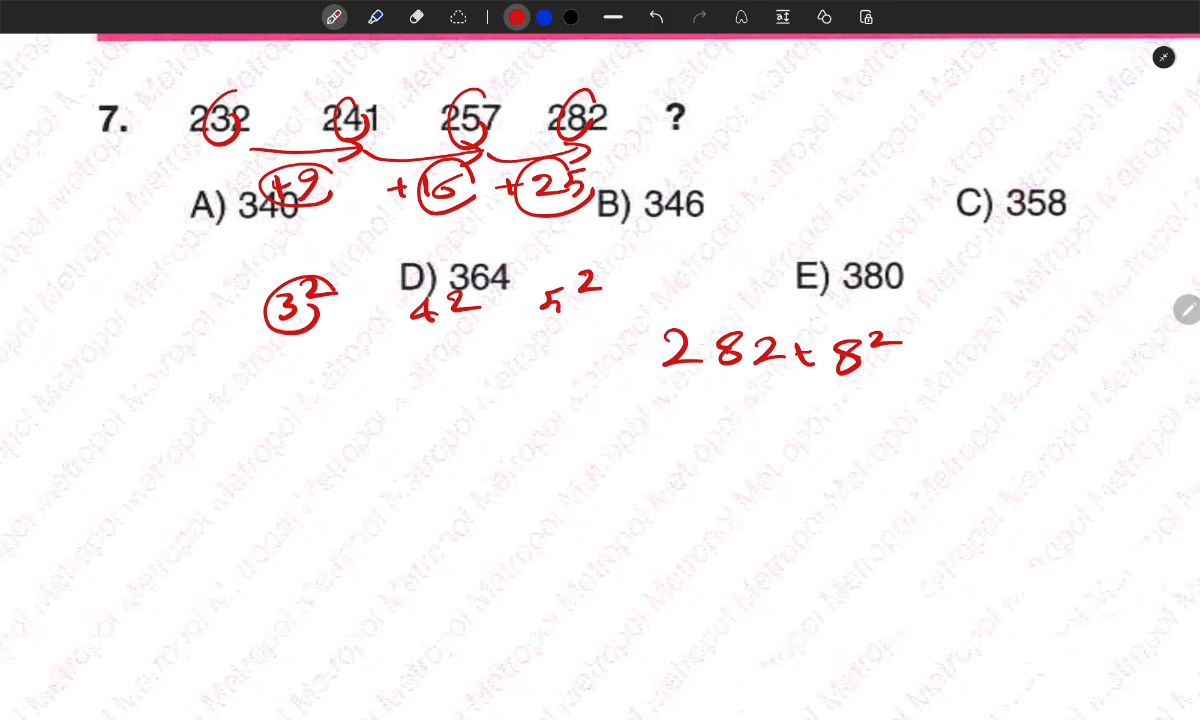 7. 232 241 257 282 ?
+9 +16 +25
A) 340 B) 346 C) 358
D) 364 E) 380
3² 4² 5²
282 + 8²